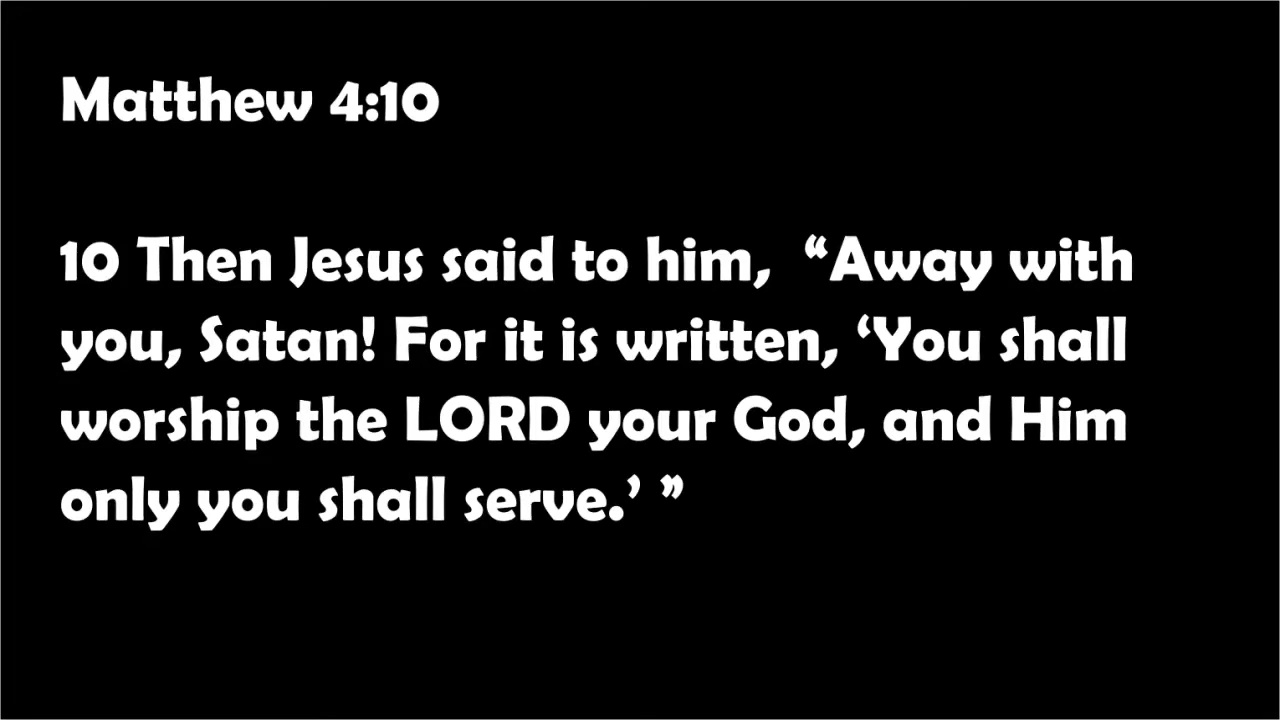 Matthew 4:10
10 Then Jesus said to him,  “Away with
you, Satan! For it is written, ‘You shall
worship the LORD your God, and Him
only you shall serve.’ ”